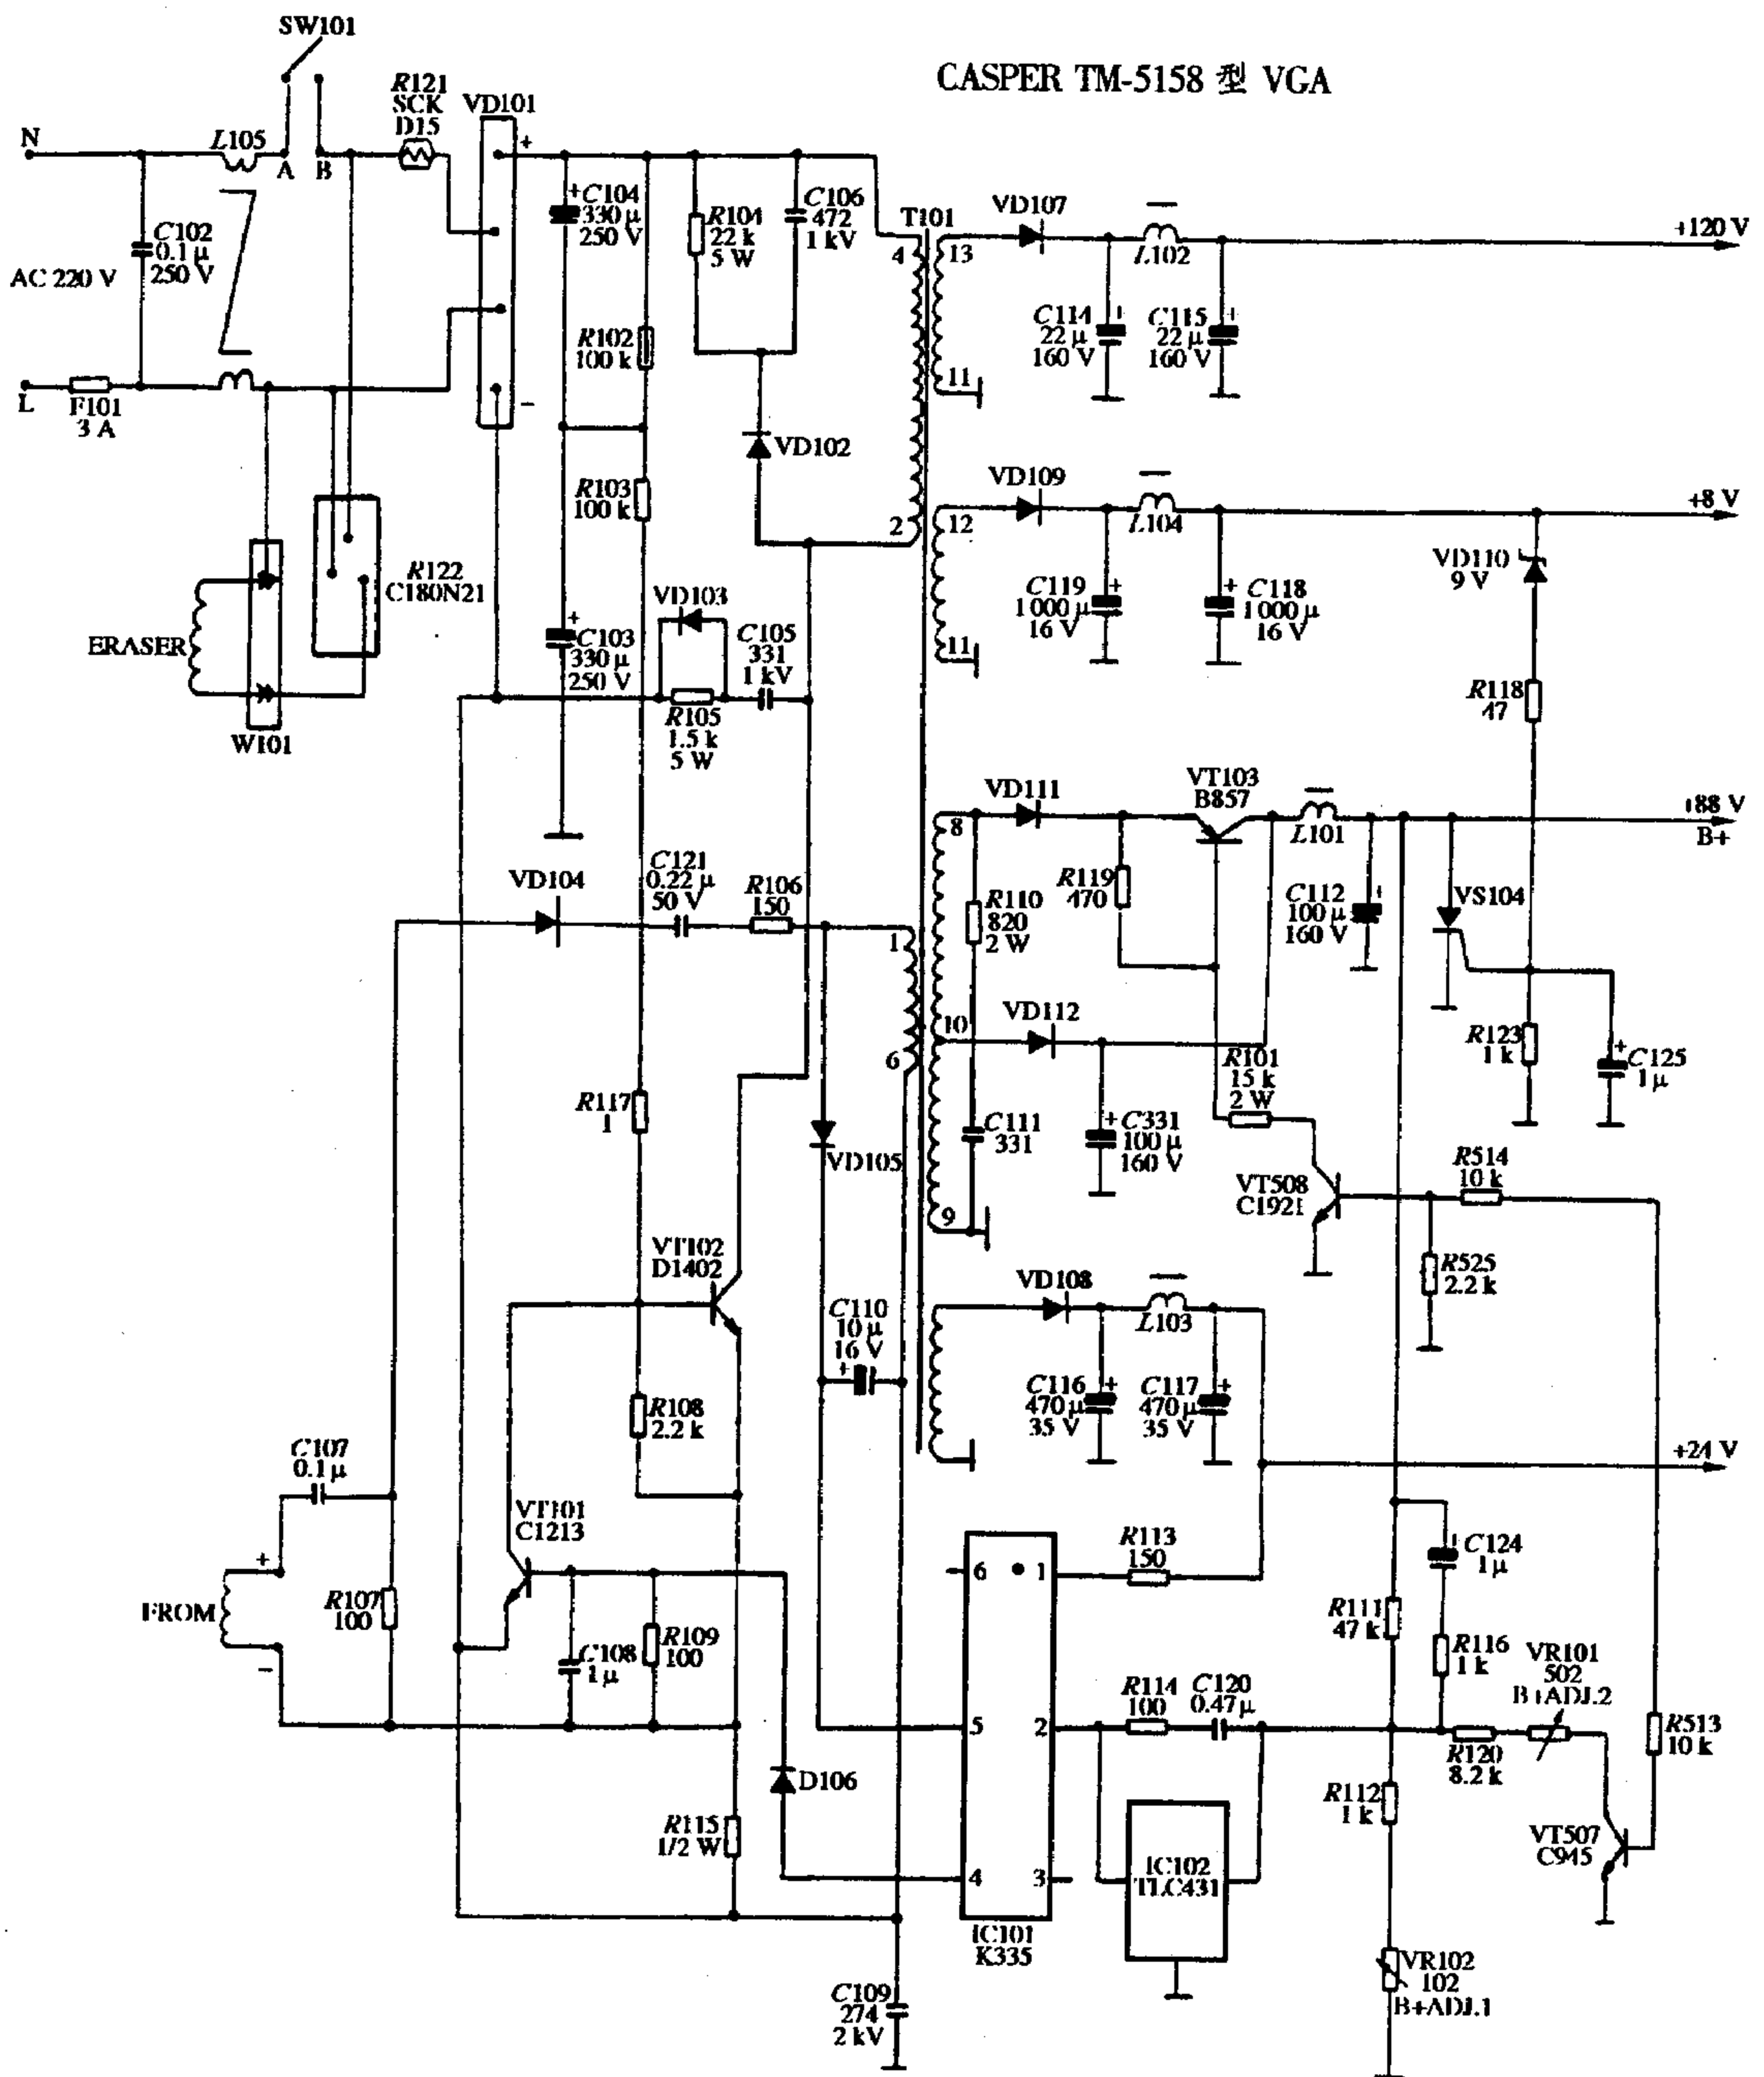 CASPER TM-5158 型 VGA
SW101
R121
SCK
D15
VD101
N
L105
A
B
+
C102
0.1 μ
250 V
AC 220 V
L
F101
3 A
−
+
C104
330 μ
250 V
R104
22 k
5 W
C106
472
1 kV
T101
4
13
VD107
L102
+120 V
R102
100 k
C114
22 μ
160 V
+
C115
22 μ
160 V
+
11
VD102
R103
100 k
2
12
VD109
L104
+8 V
VD110
9 V
R122
C180N21
ERASER
W101
VD103
C105
331
1 kV
+
C103
330 μ
250 V
R105
1.5 k
5 W
C119
1000 μ
16 V
+
C118
1000 μ
16 V
+
11
R118
47
VD111
VT103
B857
8
L101
B+
VD104
C121
0.22 μ
50 V
R106
150
R110
820
2 W
R119
470
C112
100 μ
160 V
VS104
1
10
6
VD112
R101
15 k
2 W
R123
1 k
+
C125
1 μ
R117
1
VD105
C111
331
+
C331
100 μ
160 V
R514
10 k
VT508
C1921
9
VT102
D1402
VD108
L103
R525
2.2 k
C110
10 μ
16 V
+
R108
2.2 k
C116
470 μ
35 V
+
C117
470 μ
35 V
+
C107
0.1 μ
+24 V
VT101
C1213
+
FROM
−
R107
100
C108
1 μ
R109
100
6
1
R113
150
C124
1 μ
R111
47 k
R116
1 k
VR101
502
B+ADJ.2
5
2
R114
100
C120
0.47 μ
R120
8.2 k
R513
10 k
D106
R115
1/2 W
R112
1 k
VT507
C945
4
3
IC102
TLC431
IC101
K335
C109
274
2 kV
VR102
102
B+ADJ.1